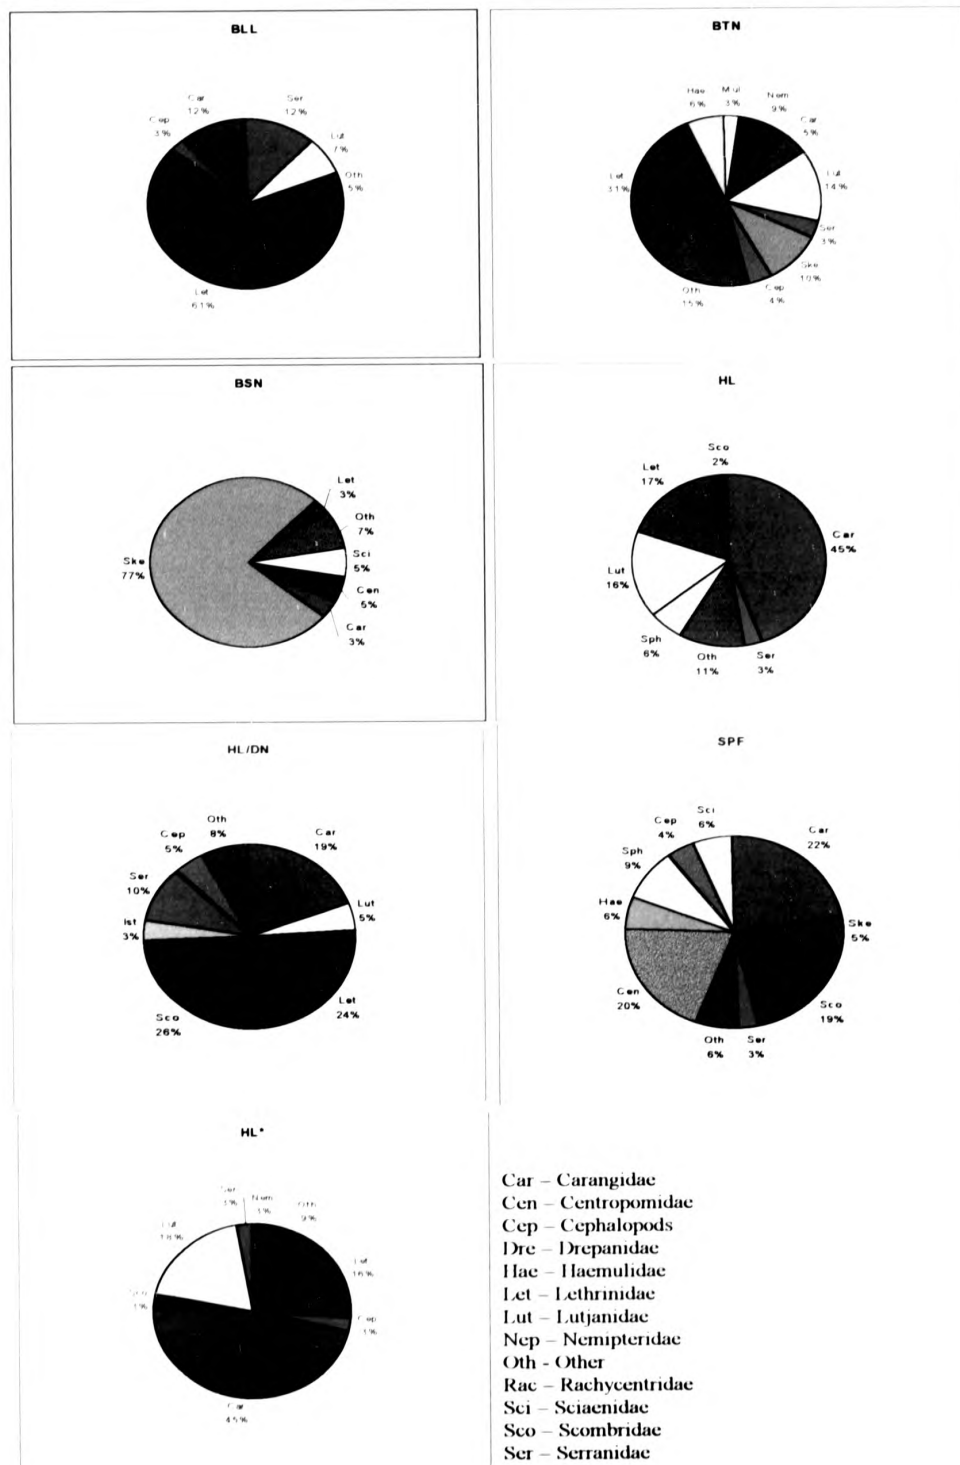 BLL
Car
12%
Ser
12%
Cep
3%
Lut
7%
Oth
5%
Let
61%
BTN
Hae
6%
Mul
3%
Nem
9%
Car
5%
Let
31%
Lut
14%
Ser
3%
Ske
10%
Cep
4%
Oth
15%
BSN
Let
3%
Oth
7%
Sci
5%
Cen
5%
Car
3%
Ske
77%
HL
Sco
2%
Let
17%
Car
45%
Lut
16%
Sph
6%
Oth
11%
Ser
3%
HL/DN
Oth
8%
Cep
5%
Car
19%
Ser
10%
Lut
5%
Ist
3%
Let
24%
Sco
26%
SPF
Sci
6%
Cep
4%
Car
22%
Sph
9%
Hae
6%
Ske
5%
Cen
20%
Sco
19%
Oth
6%
Ser
3%
HL*
Ser
3%
Nem
Oth
9%
Lut
18%
Let
16%
1%
Cep
1%
Car
45%
Car – Carangidae
Cen – Centropomidae
Cep – Cephalopods
Dre – Drepanidae
Hae – Haemulidae
Let – Lethrinidae
Lut – Lutjanidae
Nep – Nemipteridae
Oth - Other
Rac – Rachycentridae
Sci – Sciaenidae
Sco – Scombridae
Ser – Serranidae